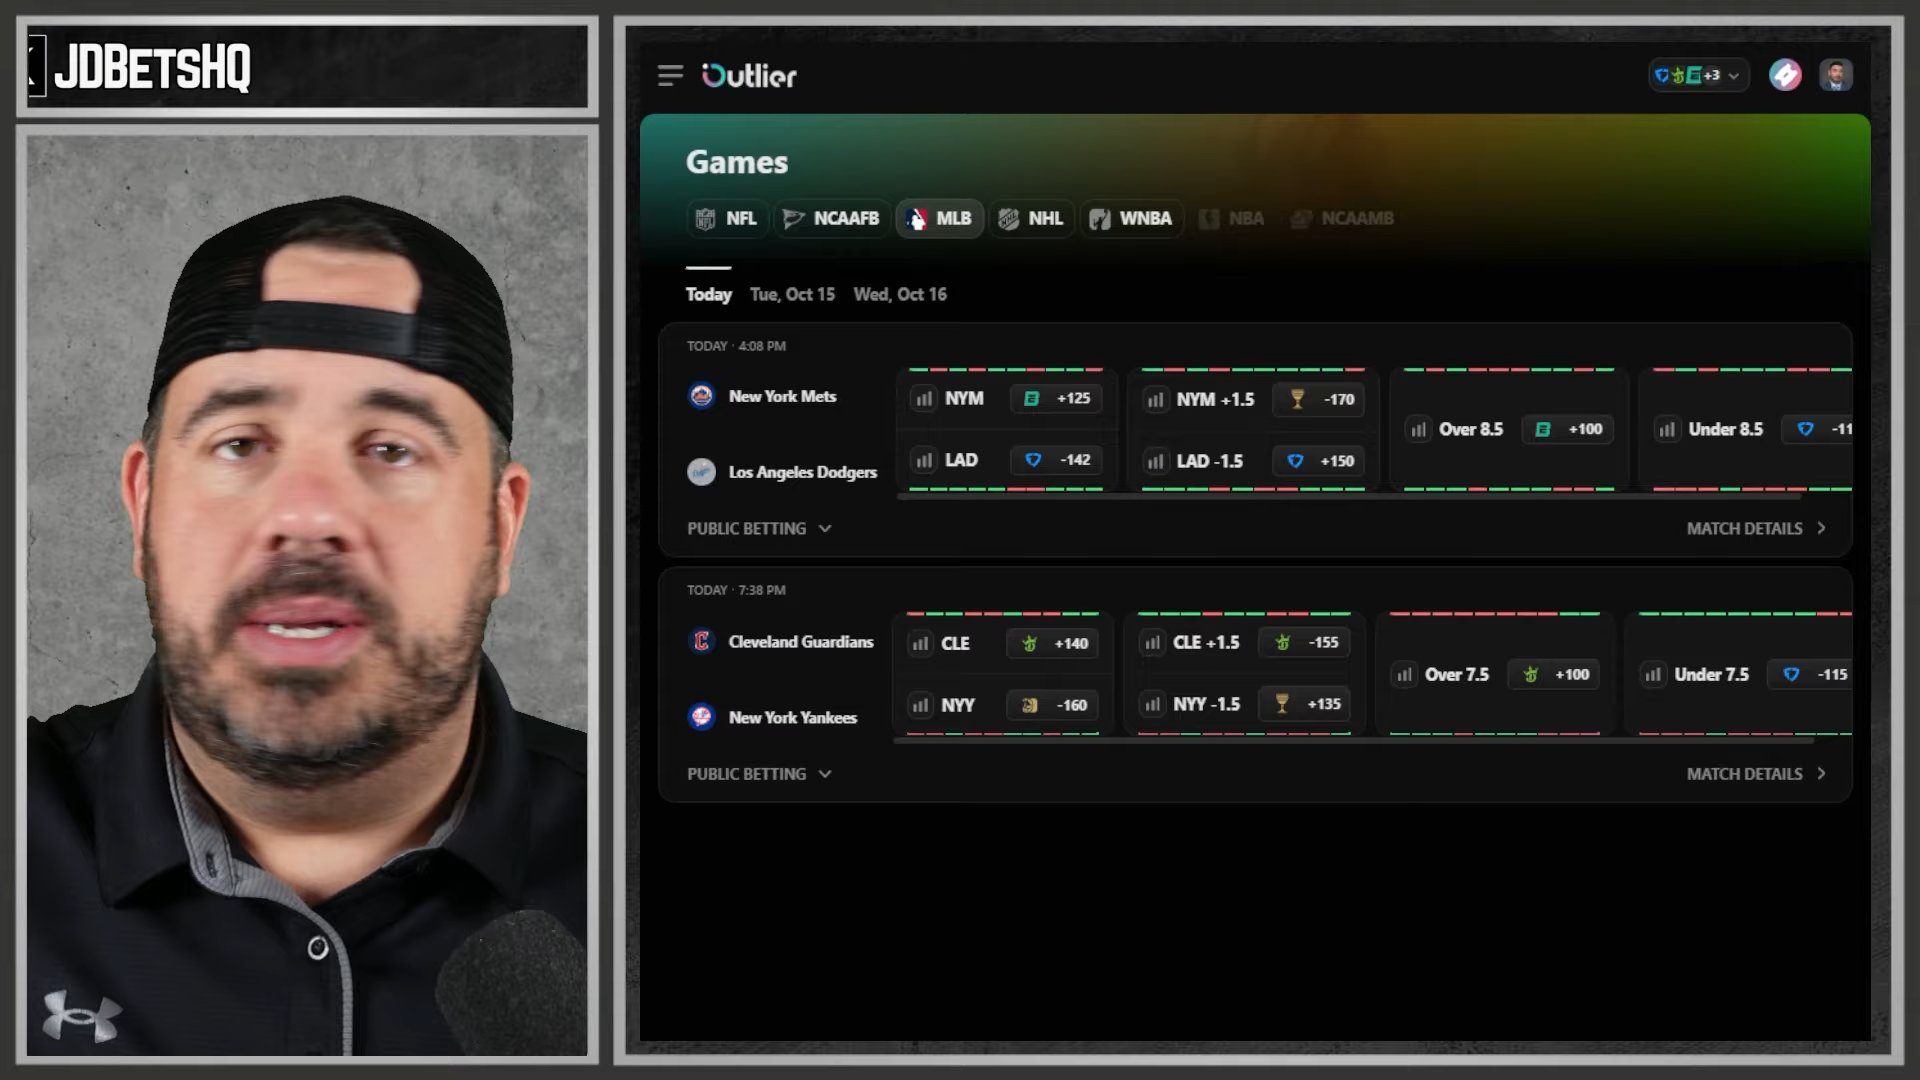 JDBetsHQ
Outlier
+3
Games
NFL NCAAFB MLB NHL WNBA NBA NCAAMB
Today Tue, Oct 15 Wed, Oct 16
TODAY · 4:08 PM
New York Mets
Los Angeles Dodgers
NYM +125
LAD -142
NYM +1.5 -170
LAD -1.5 +150
Over 8.5 +100
Under 8.5 -11
PUBLIC BETTING
MATCH DETAILS
TODAY · 7:38 PM
Cleveland Guardians
New York Yankees
CLE +140
NYY -160
CLE +1.5 -155
NYY -1.5 +135
Over 7.5 +100
Under 7.5 -115
PUBLIC BETTING
MATCH DETAILS